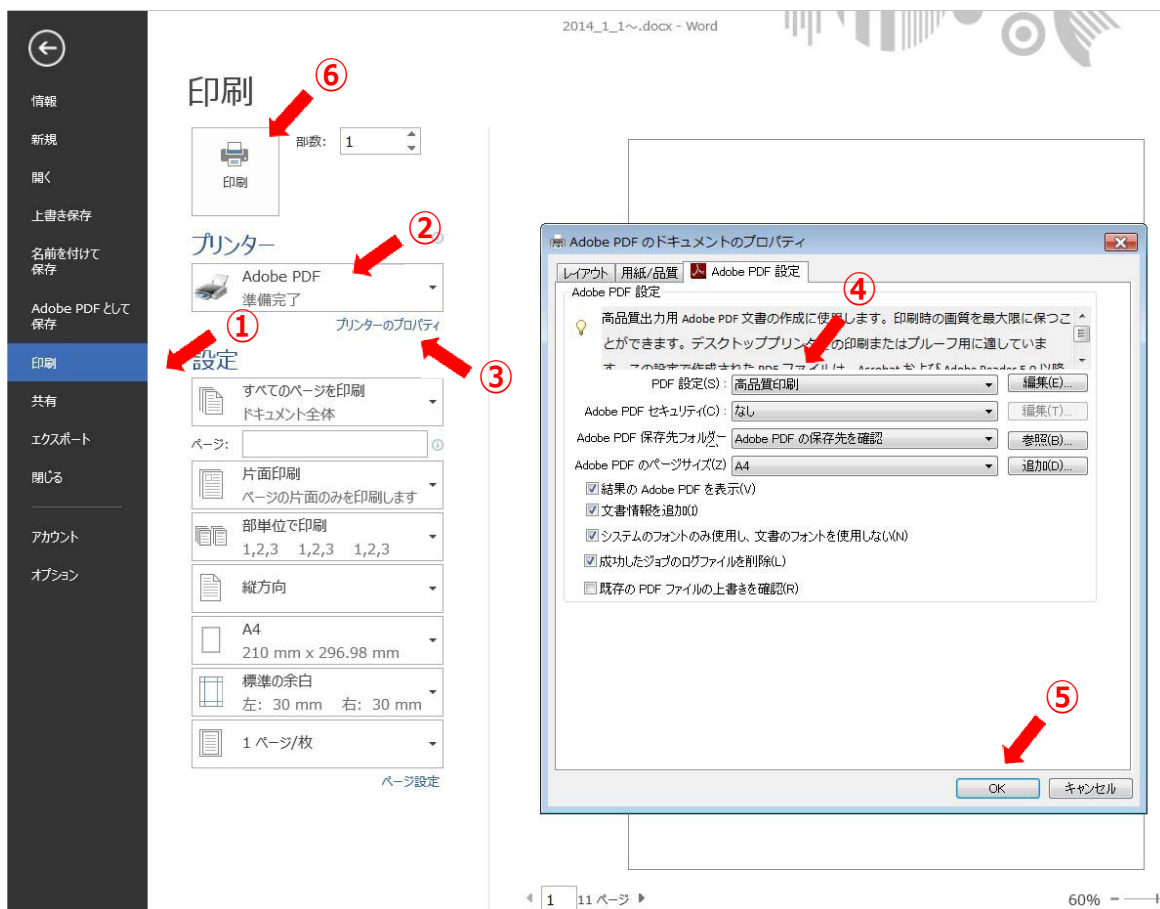 2014_1_1～.docx - Word
情報
新規
開く
上書き保存
名前を付けて
保存
Adobe PDF として
保存
印刷
共有
エクスポート
閉じる
アカウント
オプション
印刷
⑥
印刷
部数: 1
プリンター
②
Adobe PDF
準備完了
プリンターのプロパティ
①
③
設定
すべてのページを印刷
ドキュメント全体
ページ:
片面印刷
ページの片面のみを印刷します
部単位で印刷
1,2,3 1,2,3 1,2,3
縦方向
A4
210 mm x 296.98 mm
標準の余白
左: 30 mm 右: 30 mm
1 ページ/枚
ページ設定
Adobe PDF のドキュメントのプロパティ
レイアウト 用紙/品質 Adobe PDF 設定
Adobe PDF 設定
④
高品質出力用 Adobe PDF 文書の作成に使用します。印刷時の画質を最大限に保つこ
とができます。デスクトッププリンタでの印刷またはプルーフ用に適していま
PDF 設定(S): 高品質印刷 編集(E)...
Adobe PDF セキュリティ(C): なし 編集(T)...
Adobe PDF 保存先フォルダー Adobe PDF の保存先を確認 参照(B)...
Adobe PDF のページサイズ(Z) A4 追加(D)...
結果の Adobe PDF を表示(V)
文書情報を追加(I)
システムのフォントのみ使用し、文書のフォントを使用しない(N)
成功したジョブのログファイルを削除(L)
既存の PDF ファイルの上書きを確認(R)
⑤
OK キャンセル
1 11 ページ
60%